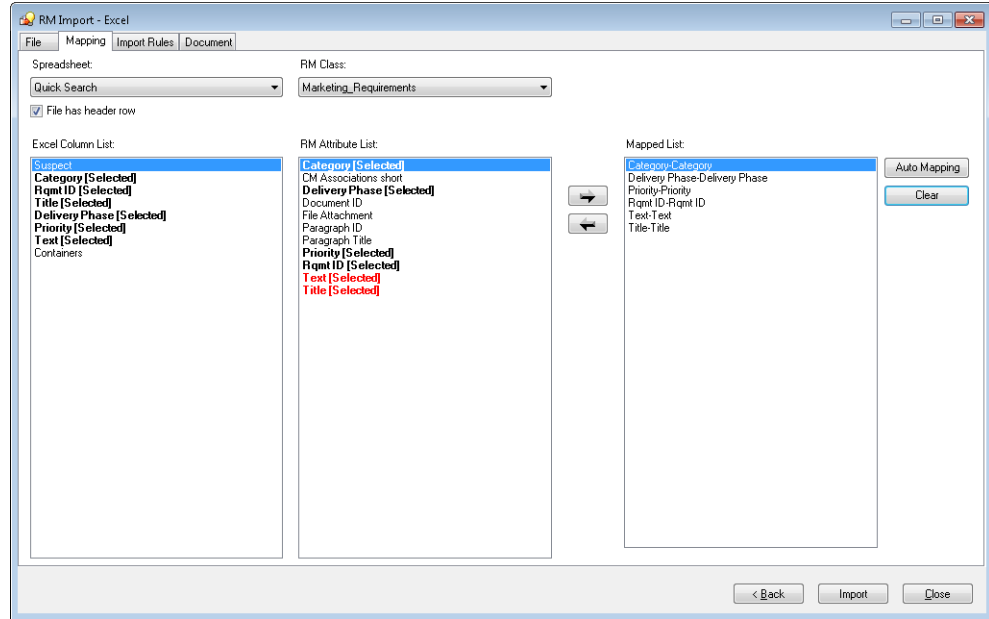 RM Import - Excel
File Mapping Import Rules Document
Spreadsheet: RM Class:
Quick Search Marketing_Requirements
File has header row
Excel Column List:
Suspect
Category [Selected]
Rqmt ID [Selected]
Title [Selected]
Delivery Phase [Selected]
Priority [Selected]
Text [Selected]
Containers
RM Attribute List:
Category [Selected]
CM Associations short
Delivery Phase [Selected]
Document ID
File Attachment
Paragraph ID
Paragraph Title
Priority [Selected]
Rqmt ID [Selected]
Text [Selected]
Title [Selected]
Mapped List:
Category-Category
Delivery Phase-Delivery Phase
Priority-Priority
Rqmt ID-Rqmt ID
Text-Text
Title-Title
Auto Mapping
Clear
< Back Import Close